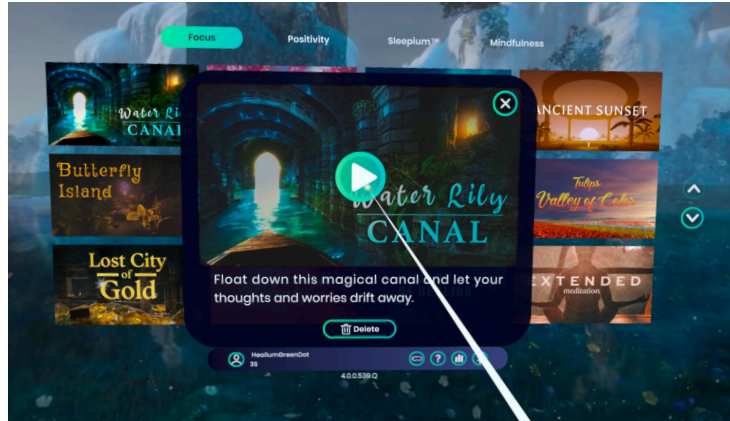 Focus
Positivity
Sleepium™
Mindfulness
Water Lil
CANAL
ANCIENT SUNSET
Water Lily
CANAL
Butterfly
Island
Tulips
Valley of Color
Lost City
of
Gold
EXTENDED
meditation
Float down this magical canal and let your
thoughts and worries drift away.
Delete
HealiumGreenDot
?
4.0.0.539.Q